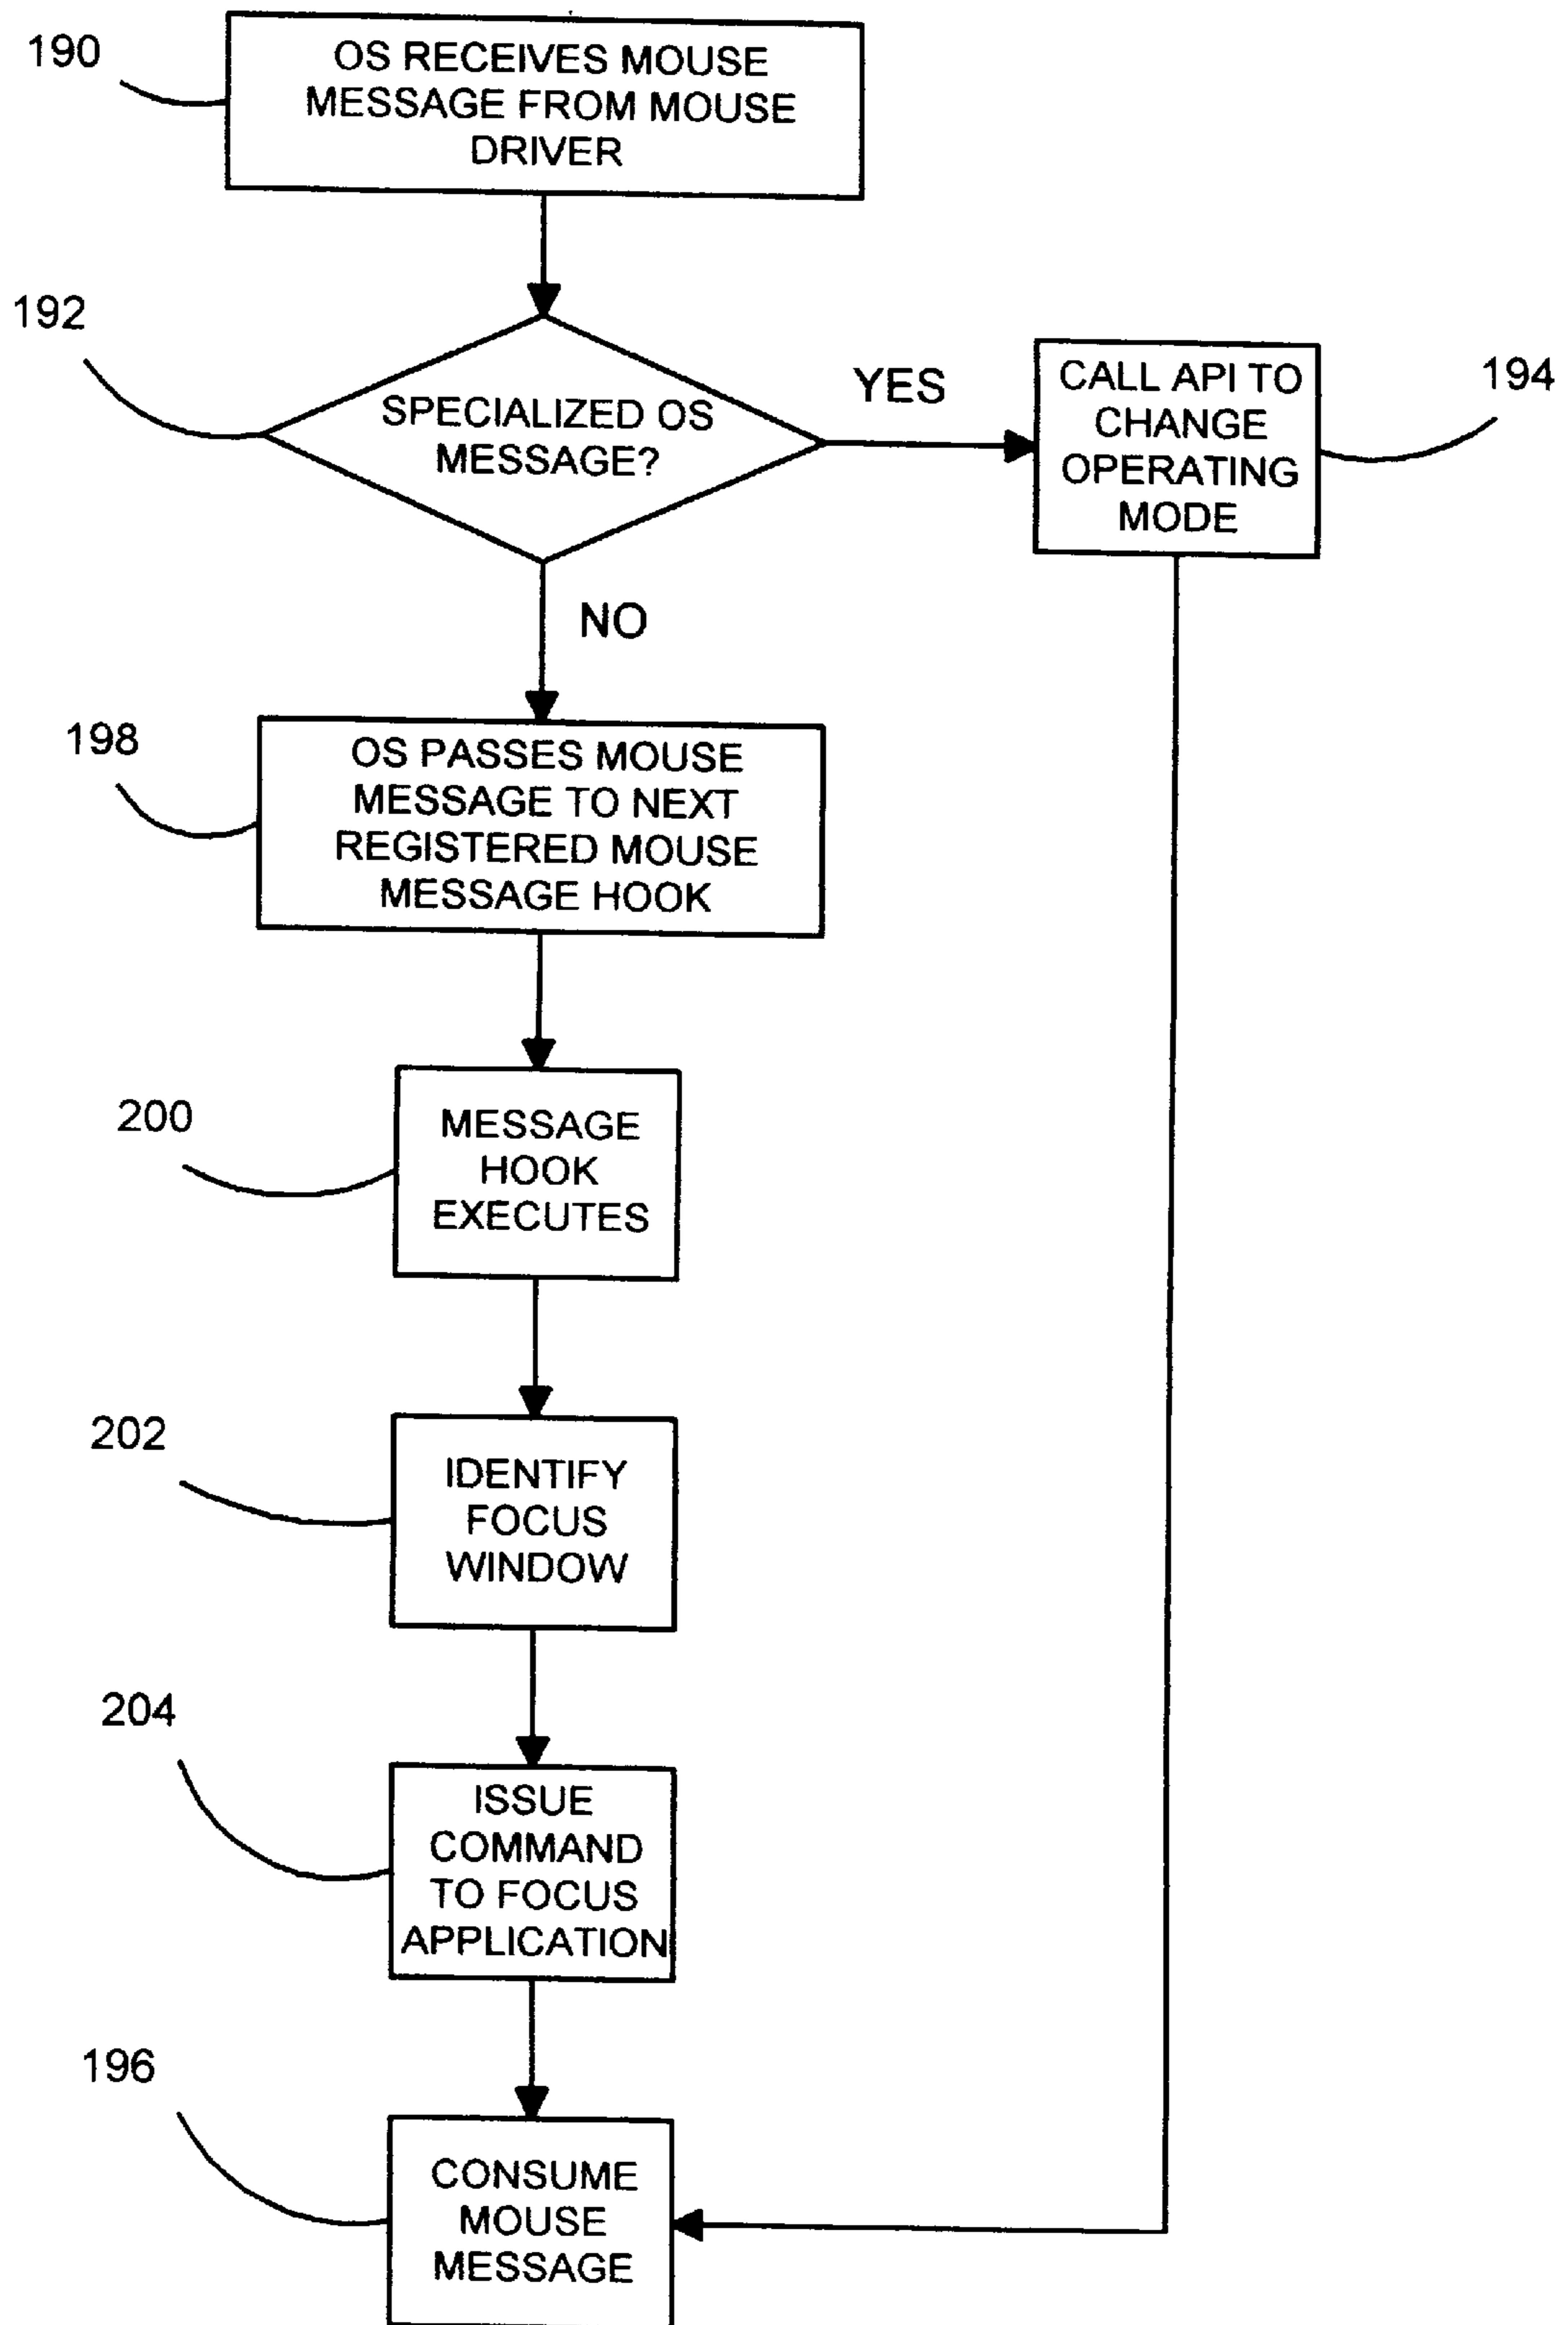 190
OS RECEIVES MOUSE
MESSAGE FROM MOUSE
DRIVER
192
SPECIALIZED OS
MESSAGE?
YES
CALL API TO
CHANGE
OPERATING
MODE
194
NO
198
OS PASSES MOUSE
MESSAGE TO NEXT
REGISTERED MOUSE
MESSAGE HOOK
200
MESSAGE
HOOK
EXECUTES
202
IDENTIFY
FOCUS
WINDOW
204
ISSUE
COMMAND
TO FOCUS
APPLICATION
196
CONSUME
MOUSE
MESSAGE